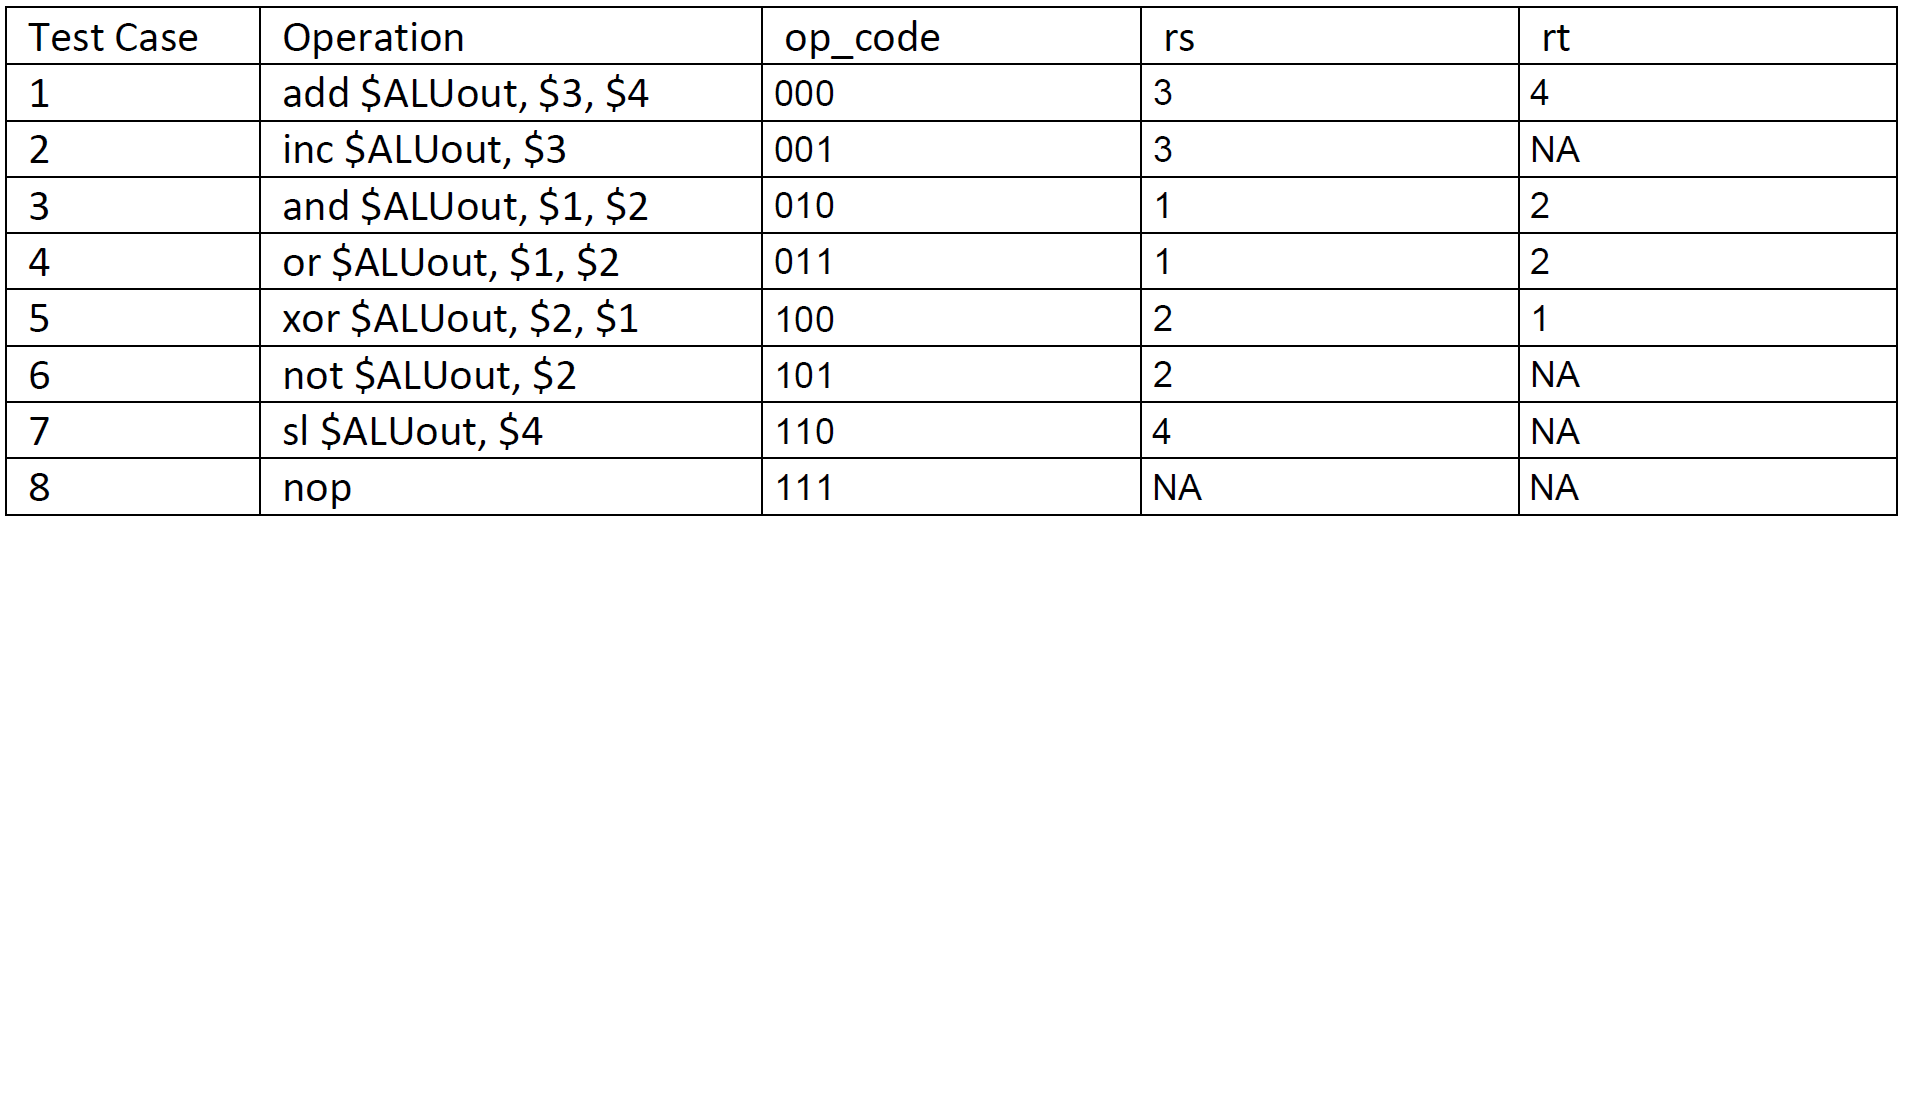 Test Case Operation op_code rs rt
1 add $ALUout, $3, $4 000 3 4
2 inc $ALUout, $3 001 3 NA
3 and $ALUout, $1, $2 010 1 2
4 or $ALUout, $1, $2 011 1 2
5 xor $ALUout, $2, $1 100 2 1
6 not $ALUout, $2 101 2 NA
7 sl $ALUout, $4 110 4 NA
8 nop 111 NA NA